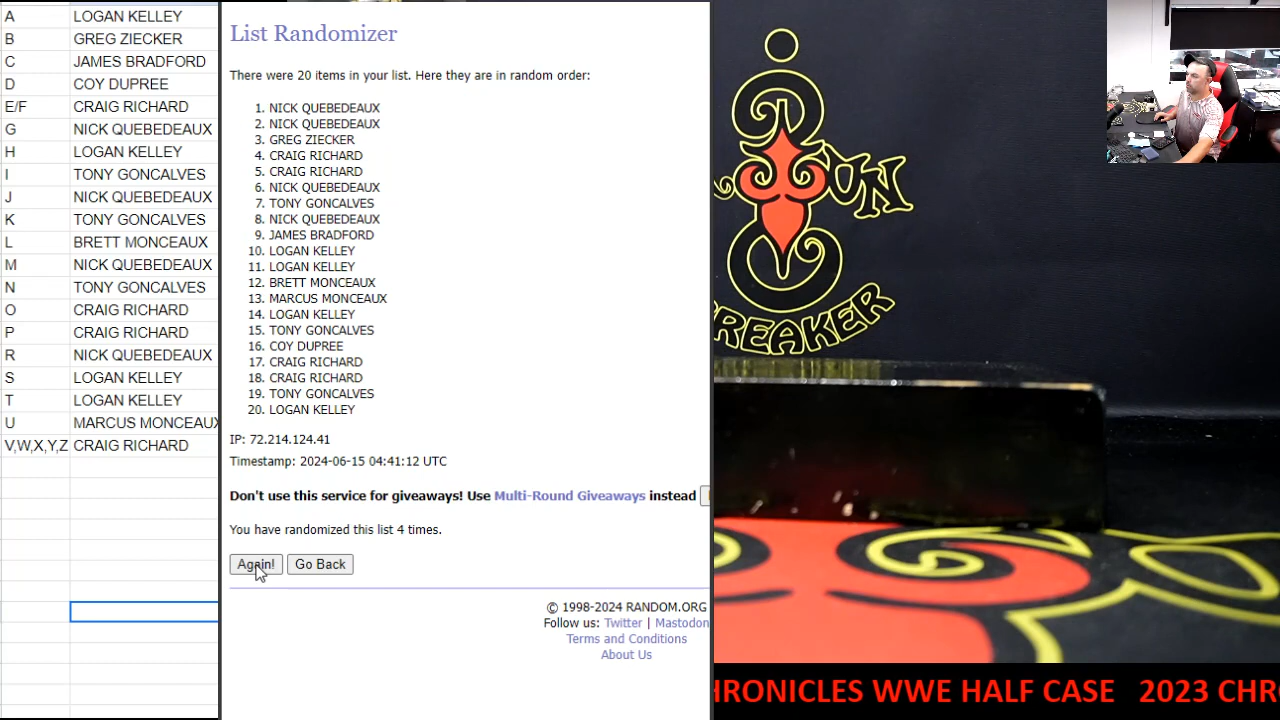 A LOGAN KELLEY
B GREG ZIECKER
C JAMES BRADFORD
D COY DUPREE
E/F CRAIG RICHARD
G NICK QUEBEDEAUX
H LOGAN KELLEY
I TONY GONCALVES
J NICK QUEBEDEAUX
K TONY GONCALVES
L BRETT MONCEAUX
M NICK QUEBEDEAUX
N TONY GONCALVES
O CRAIG RICHARD
P CRAIG RICHARD
R NICK QUEBEDEAUX
S LOGAN KELLEY
T LOGAN KELLEY
U MARCUS MONCEAUX
V,W,X,Y,Z CRAIG RICHARD
List Randomizer
There were 20 items in your list. Here they are in random order:
1. NICK QUEBEDEAUX
2. NICK QUEBEDEAUX
3. GREG ZIECKER
4. CRAIG RICHARD
5. CRAIG RICHARD
6. NICK QUEBEDEAUX
7. TONY GONCALVES
8. NICK QUEBEDEAUX
9. JAMES BRADFORD
10. LOGAN KELLEY
11. LOGAN KELLEY
12. BRETT MONCEAUX
13. MARCUS MONCEAUX
14. LOGAN KELLEY
15. TONY GONCALVES
16. COY DUPREE
17. CRAIG RICHARD
18. CRAIG RICHARD
19. TONY GONCALVES
20. LOGAN KELLEY
IP: 72.214.124.41
Timestamp: 2024-06-15 04:41:12 UTC
Don't use this service for giveaways! Use Multi-Round Giveaways instead
You have randomized this list 4 times.
Again! Go Back
© 1998-2024 RANDOM.ORG
Follow us: Twitter | Mastodon
Terms and Conditions
About Us
UN
REAKER
HRONICLES WWE HALF CASE 2023 CHR